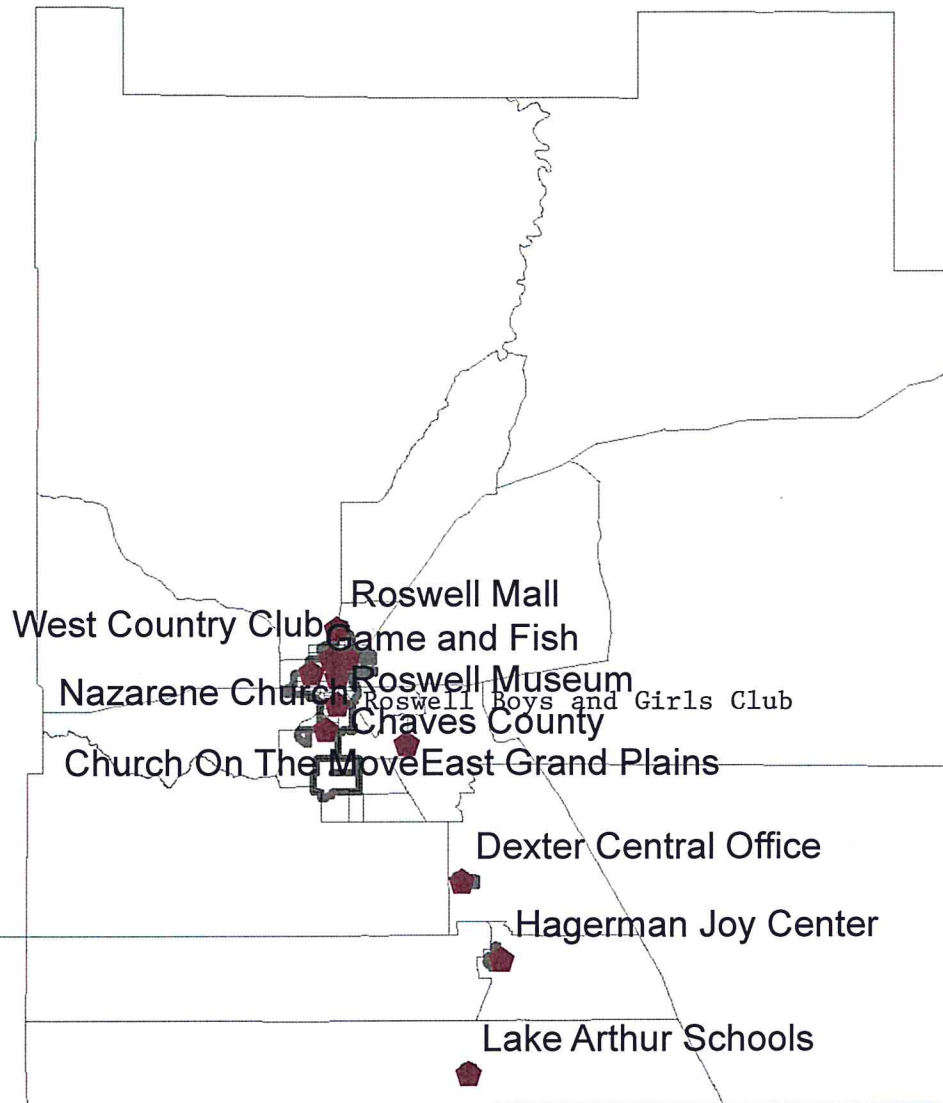 Roswell Mall
West Country Club
Game and Fish
Roswell Museum
Nazarene Church
Roswell Boys and Girls Club
Chaves County
Church On The Move
East Grand Plains
Dexter Central Office
Hagerman Joy Center
Lake Arthur Schools